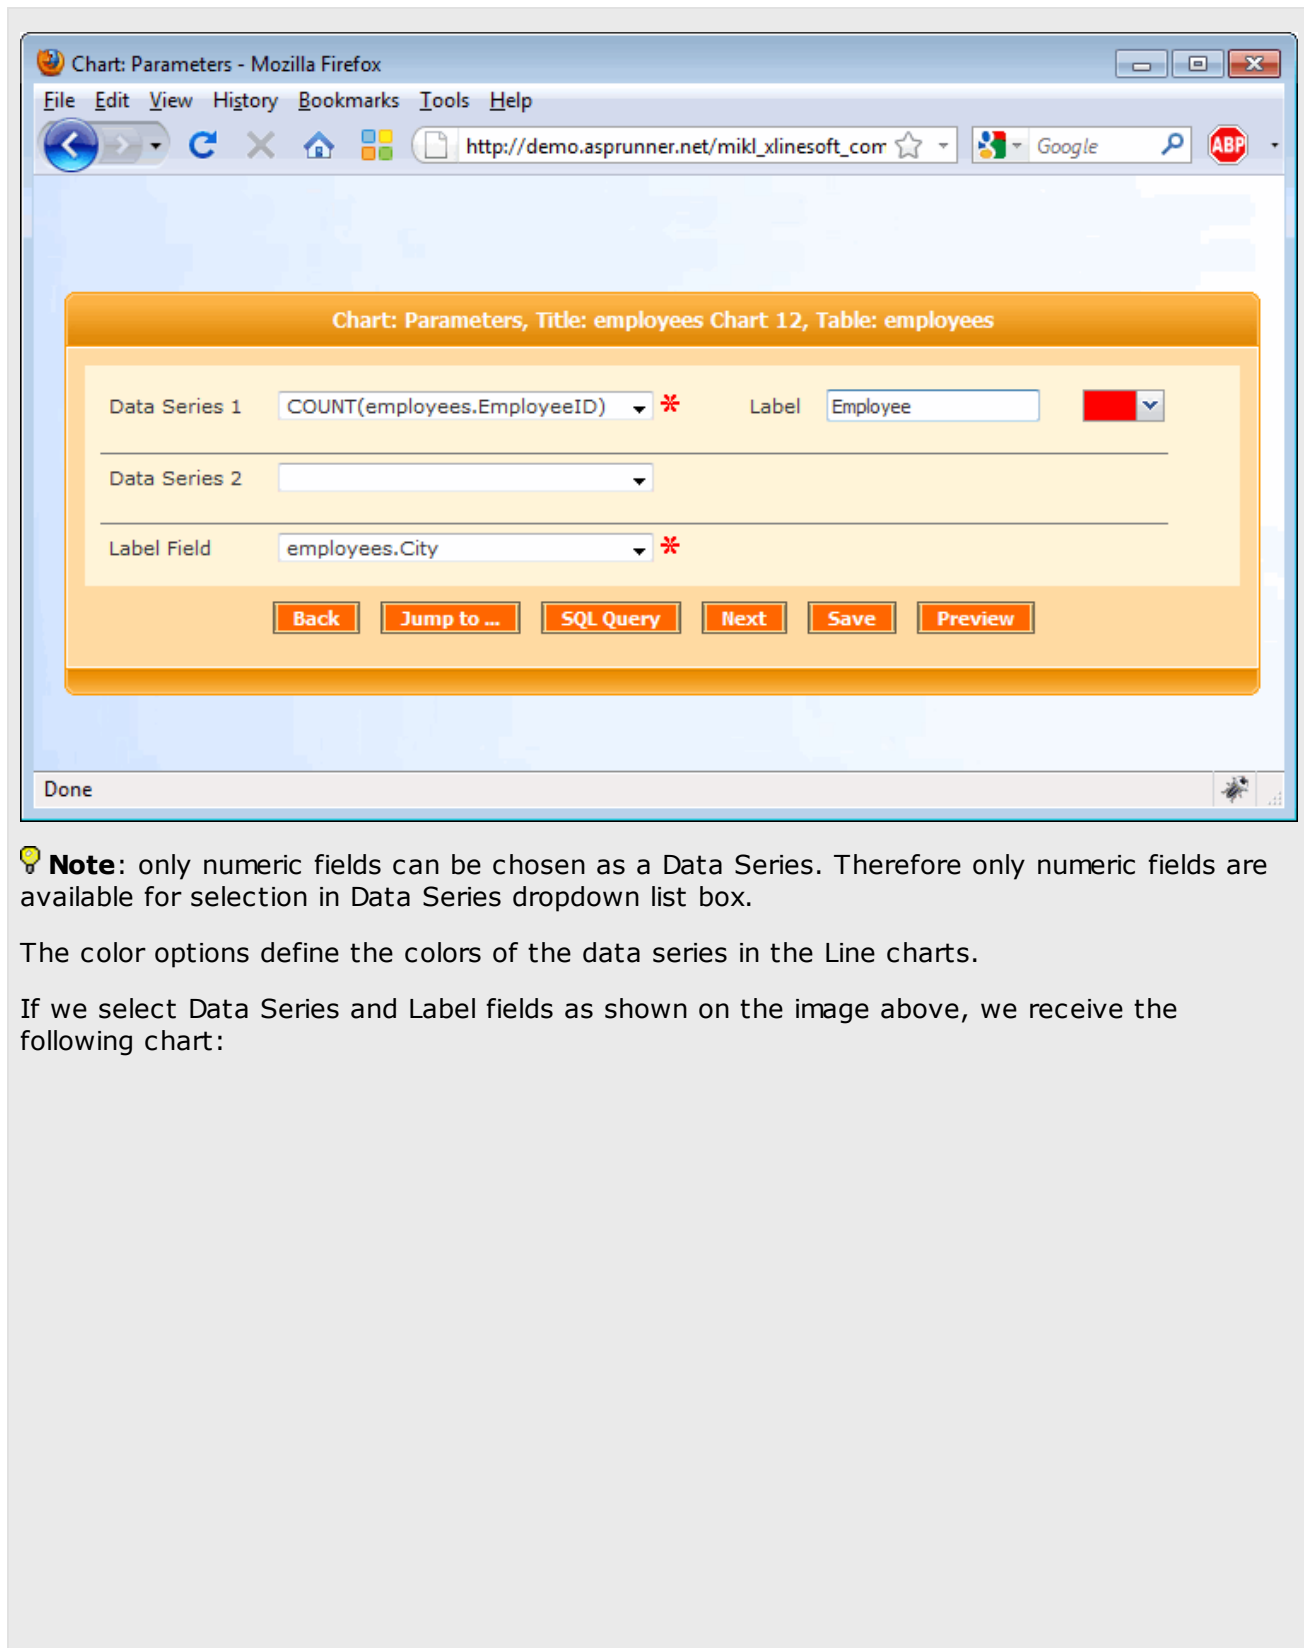 Chart: Parameters - Mozilla Firefox
File Edit View History Bookmarks Tools Help
http://demo.asprunner.net/mikl_xlinesoft_com Google ABP
Chart: Parameters, Title: employees Chart 12, Table: employees
Data Series 1 COUNT(employees.EmployeeID) * Label Employee
Data Series 2
Label Field employees.City *
Back Jump to ... SQL Query Next Save Preview
Done
Note: only numeric fields can be chosen as a Data Series. Therefore only numeric fields are
available for selection in Data Series dropdown list box.
The color options define the colors of the data series in the Line charts.
If we select Data Series and Label fields as shown on the image above, we receive the
following chart: